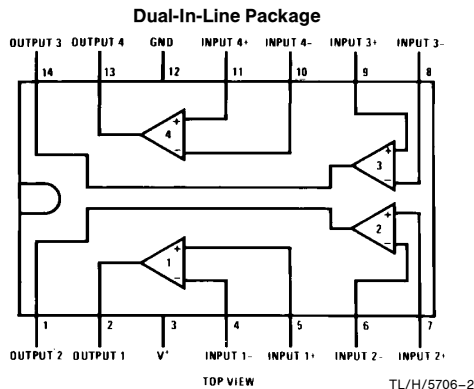 Dual-In-Line Package
OUTPUT 3 OUTPUT 4 GND INPUT 4+ INPUT 4- INPUT 3+ INPUT 3-
14 13 12 11 10 9 8
+
4
-
+
3
-
+
2
-
+
1
-
1 2 3 4 5 6 7
OUTPUT 2 OUTPUT 1 V+ INPUT 1- INPUT 1+ INPUT 2- INPUT 2+
TOP VIEW
TL/H/5706-2